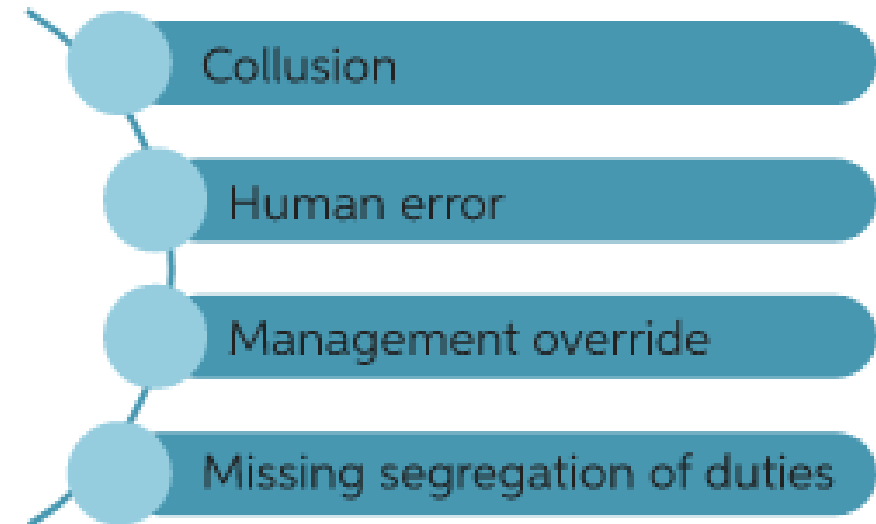 Collusion
Human error
Management override
Missing segregation of duties